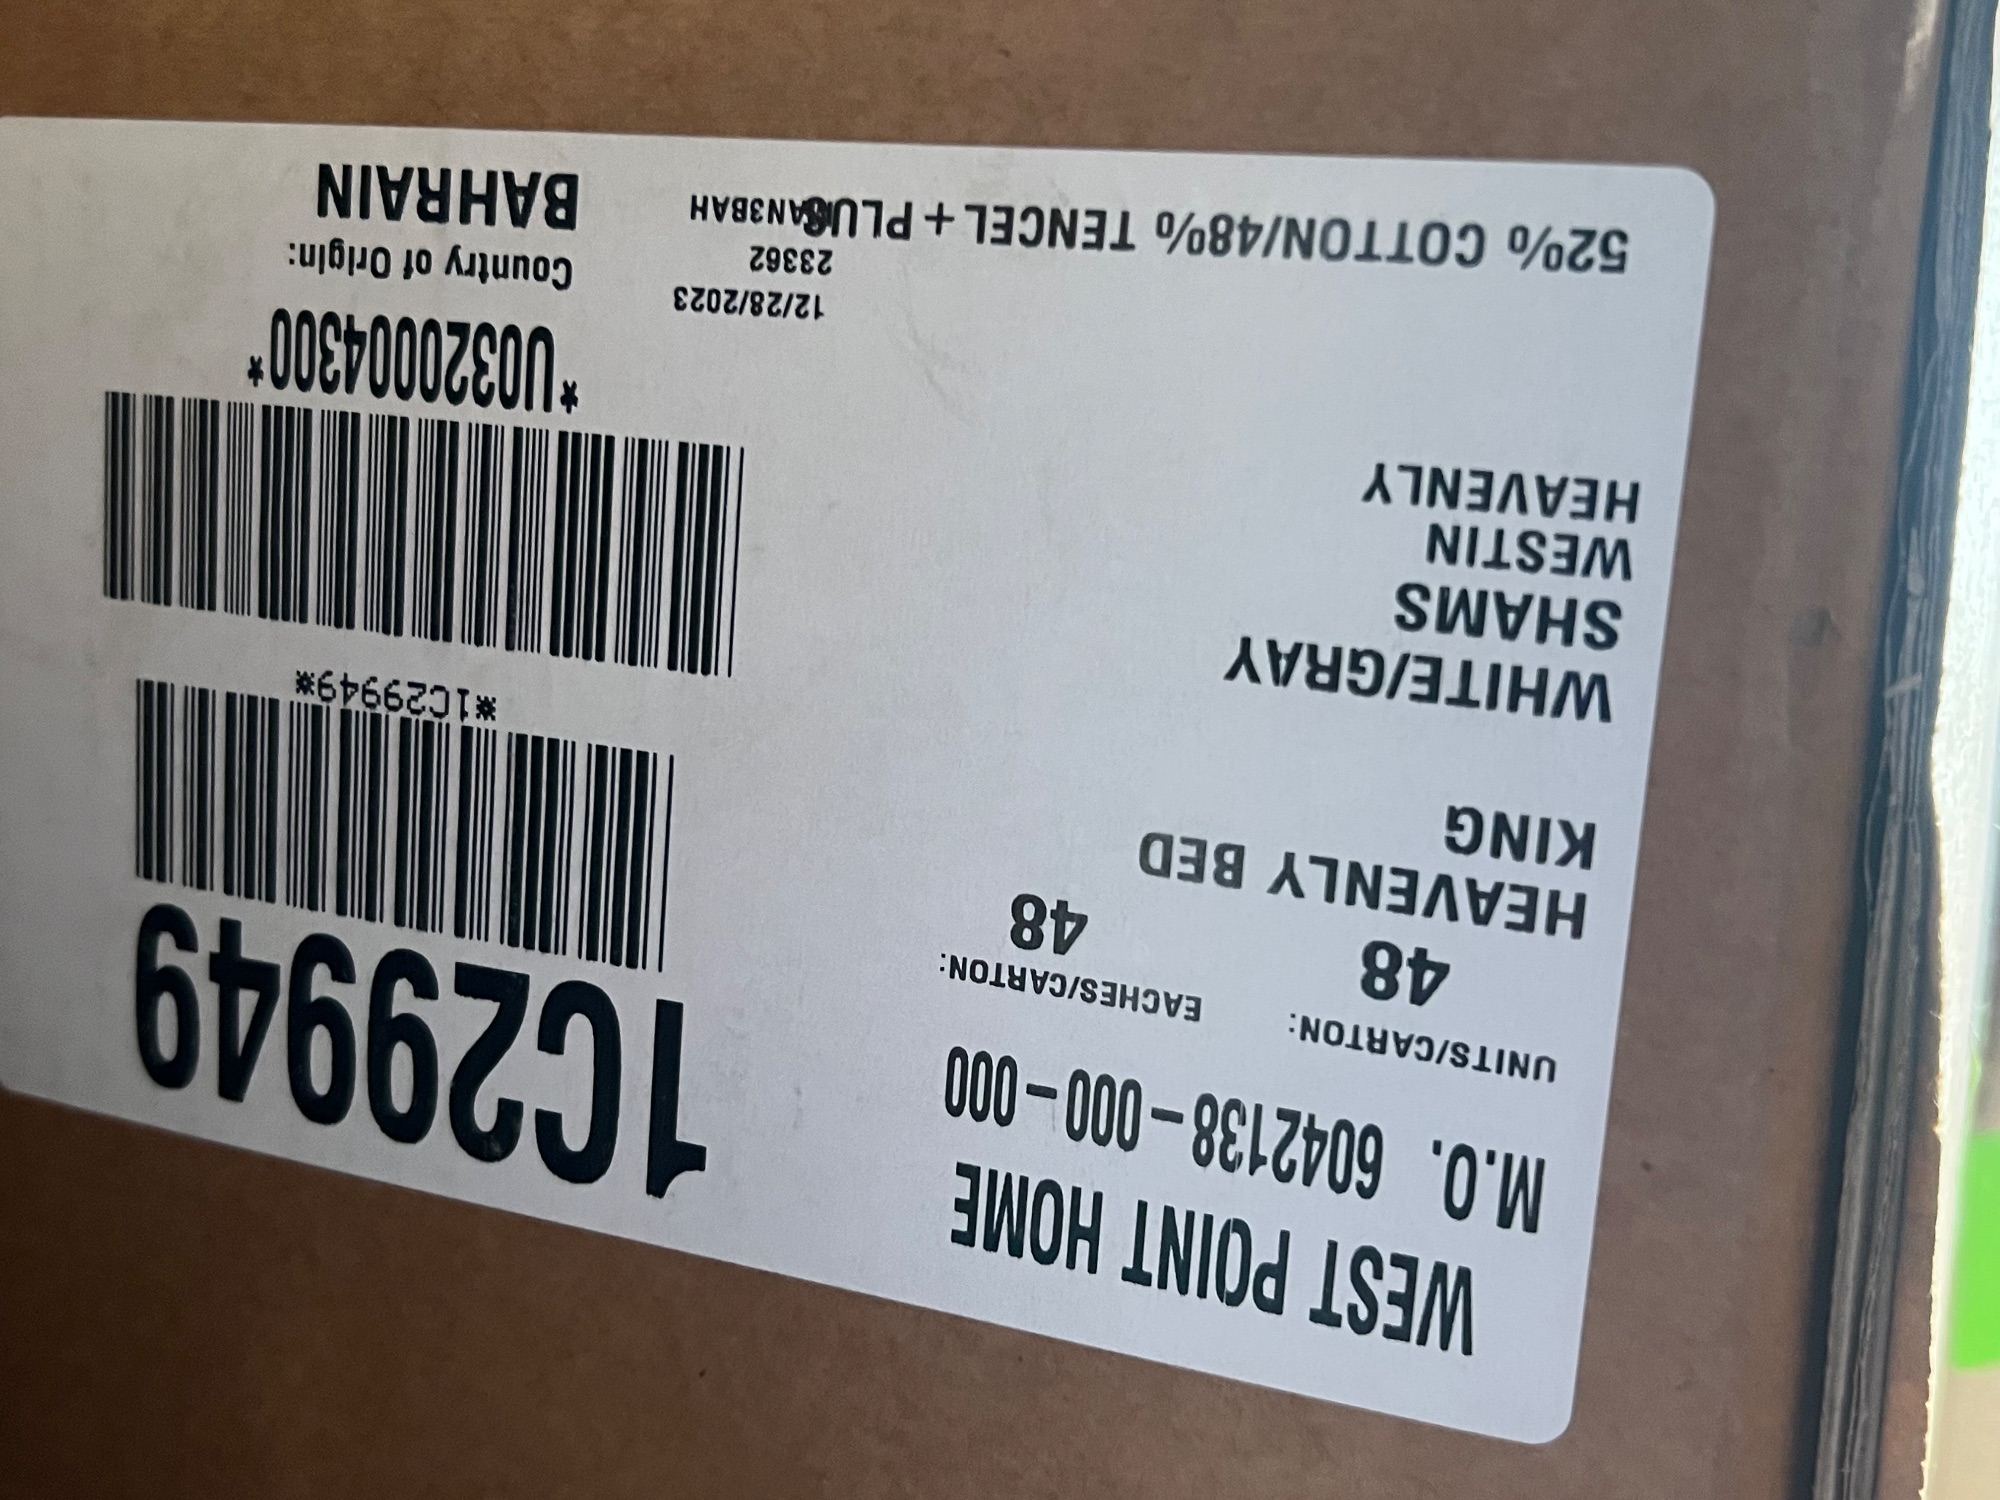 WEST POINT HOME
M.O. 6042138-000-000
UNITS/CARTON: EACHES/CARTON:
48 48
HEAVENLY BED
KING
WHITE/GRAY
SHAMS
WESTIN
HEAVENLY
52% COTTON/48% TENCEL + PLUS
1C29949
*1C29949*
*U0320004300*
12/28/2023
23362
Country of Origin:
BAHRAIN